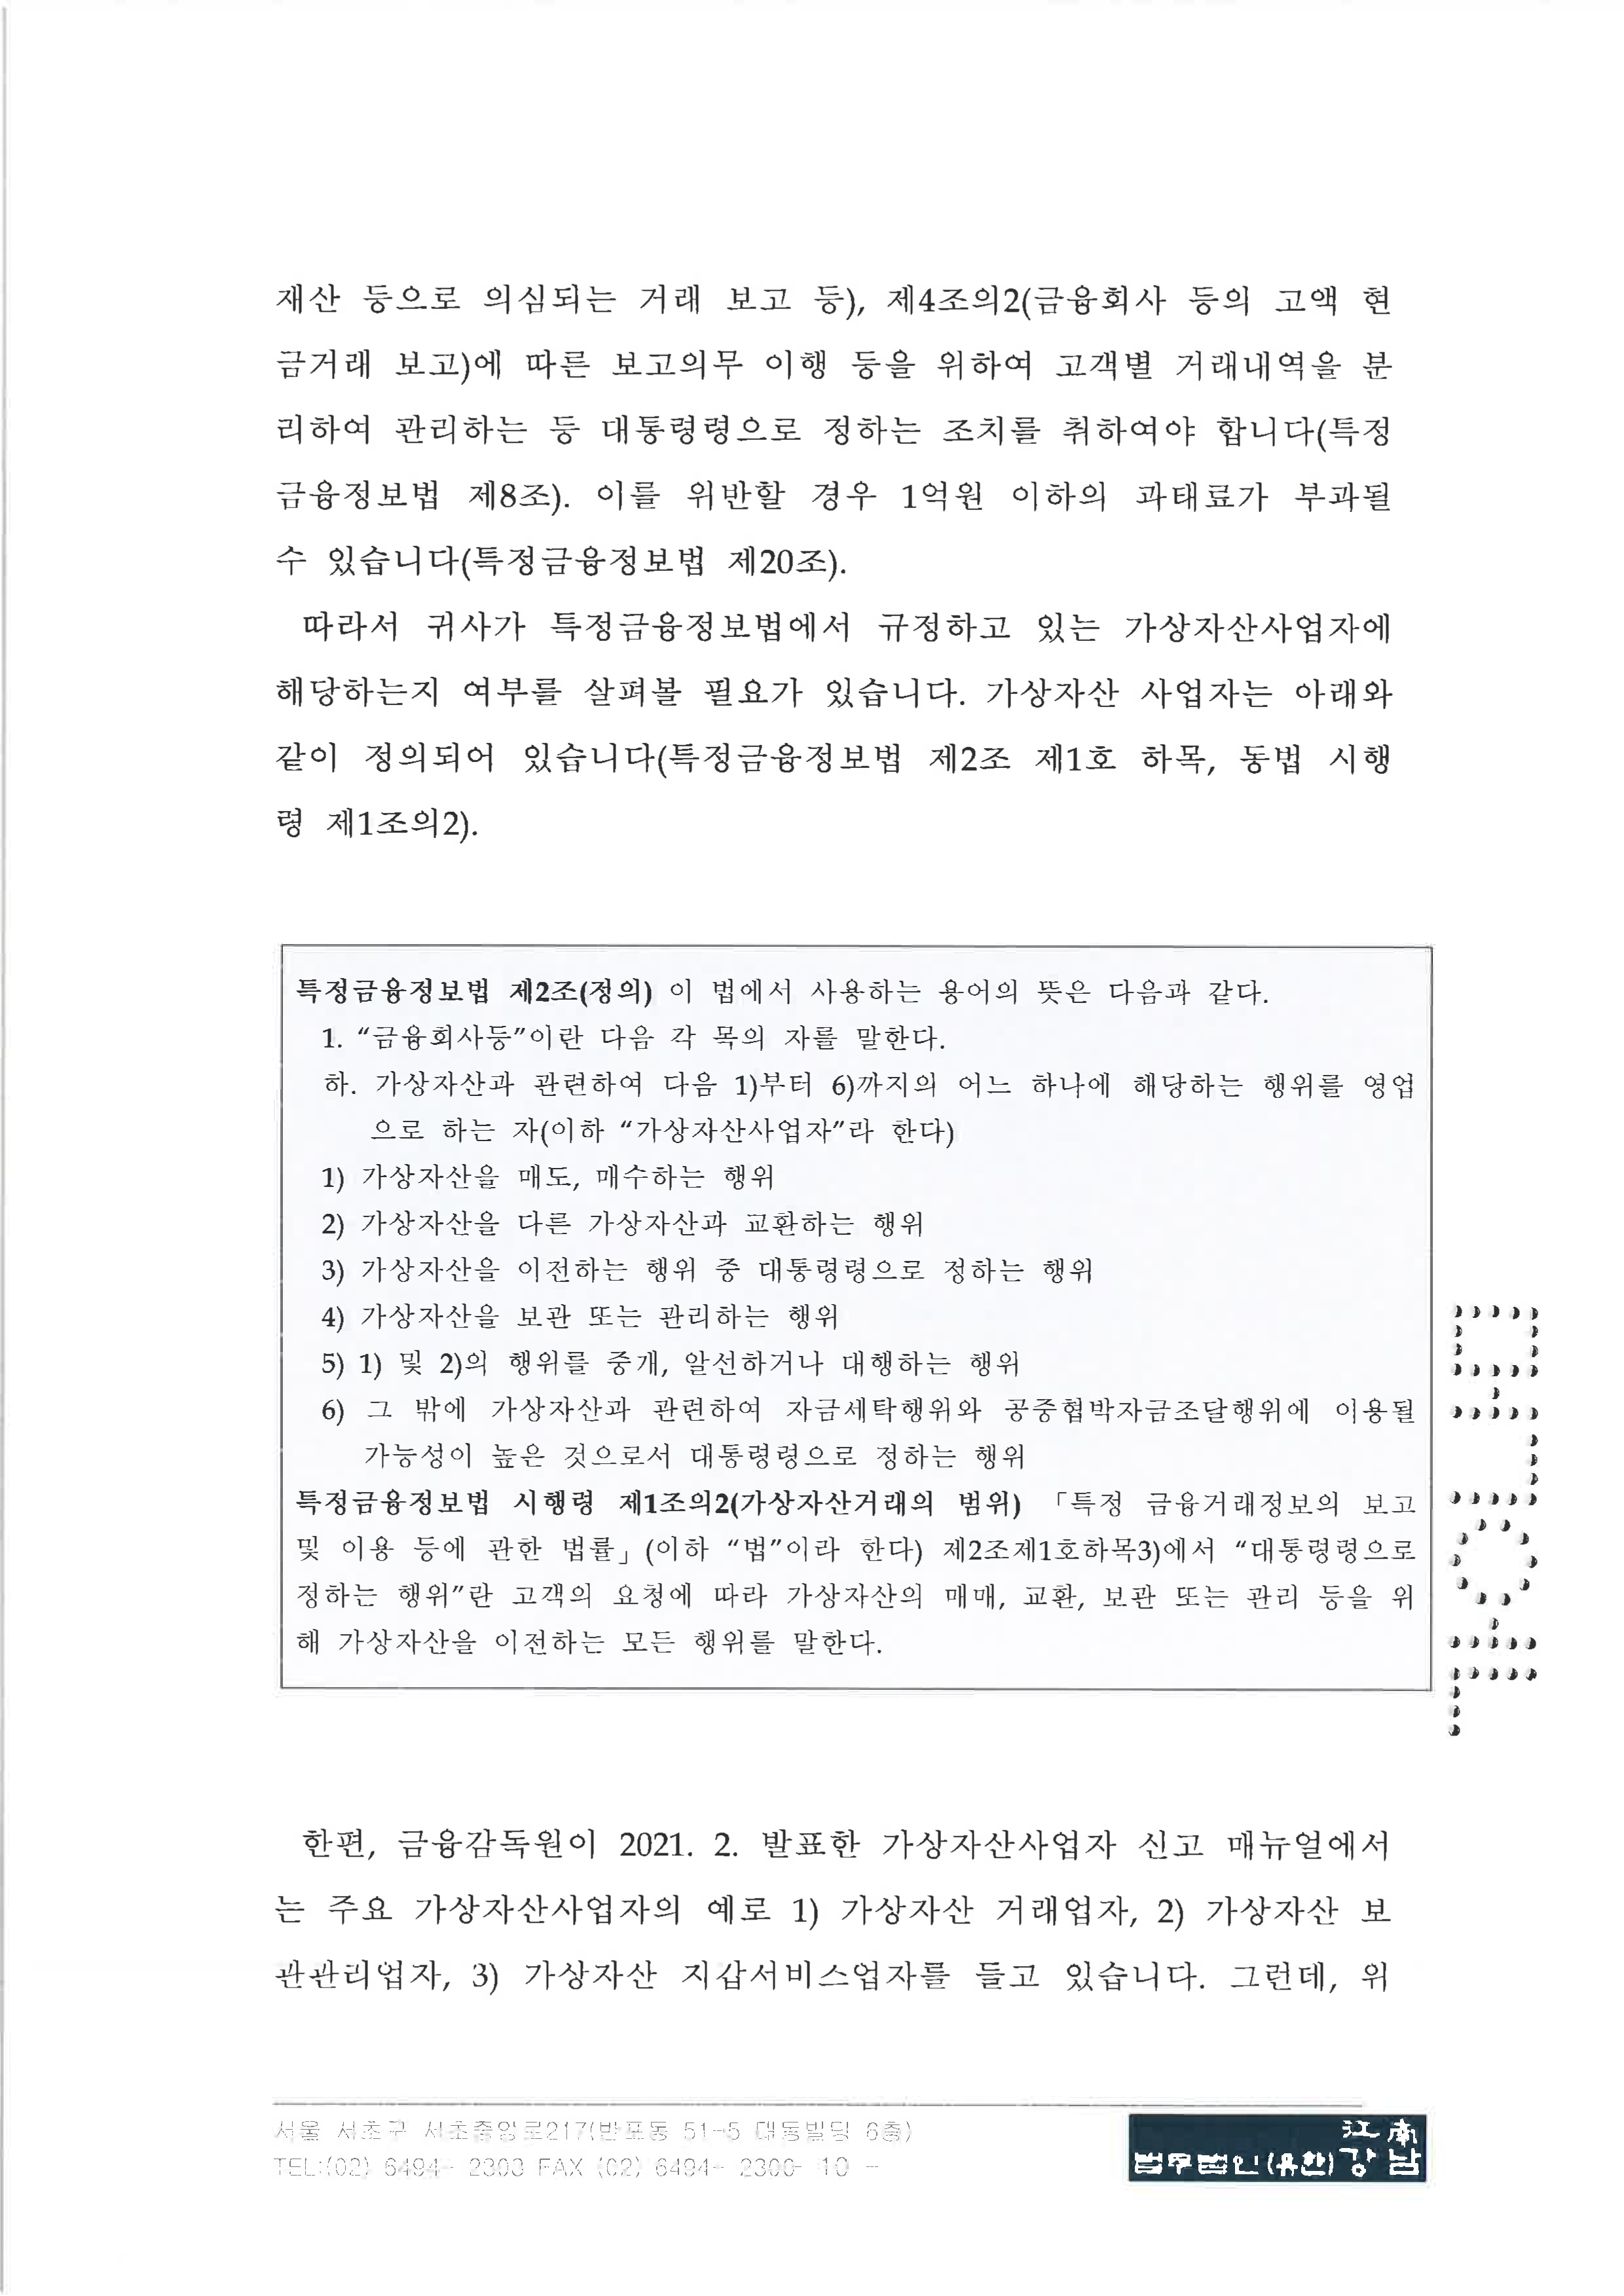 재산 등으로 의심되는 거래 보고 등), 제4조의2(금융회사 등의 고액 현
금거래 보고)에 따른 보고의무 이행 등을 위하여 고객별 거래내역을 분
리하여 관리하는 등 대통령령으로 정하는 조치를 취하여야 합니다(특정
금융정보법 제8조). 이를 위반할 경우 1억원 이하의 과태료가 부과될
수 있습니다(특정금융정보법 제20조).
따라서 귀사가 특정금융정보법에서 규정하고 있는 가상자산사업자에
해당하는지 여부를 살펴볼 필요가 있습니다. 가상자산 사업자는 아래와
같이 정의되어 있습니다(특정금융정보법 제2조 제1호 하목, 동법 시행
령 제1조의2).
특정금융정보법 제2조(정의) 이 법에서 사용하는 용어의 뜻은 다음과 같다.
1. “금융회사등”이란 다음 각 목의 자를 말한다.
하. 가상자산과 관련하여 다음 1)부터 6)까지의 어느 하나에 해당하는 행위를 영업
으로 하는 자(이하 “가상자산사업자”라 한다)
1) 가상자산을 매도, 매수하는 행위
2) 가상자산을 다른 가상자산과 교환하는 행위
3) 가상자산을 이전하는 행위 중 대통령령으로 정하는 행위
4) 가상자산을 보관 또는 관리하는 행위
5) 1) 및 2)의 행위를 중개, 알선하거나 대행하는 행위
6) 그 밖에 가상자산과 관련하여 자금세탁행위와 공중협박자금조달행위에 이용될
가능성이 높은 것으로서 대통령령으로 정하는 행위
특정금융정보법 시행령 제1조의2(가상자산거래의 범위) 「특정 금융거래정보의 보고
및 이용 등에 관한 법률」(이하 “법”이라 한다) 제2조제1호하목3)에서 “대통령령으로
정하는 행위”란 고객의 요청에 따라 가상자산의 매매, 교환, 보관 또는 관리 등을 위
해 가상자산을 이전하는 모든 행위를 말한다.
한편, 금융감독원이 2021. 2. 발표한 가상자산사업자 신고 매뉴얼에서
는 주요 가상자산사업자의 예로 1) 가상자산 거래업자, 2) 가상자산 보
관관리업자, 3) 가상자산 지갑서비스업자를 들고 있습니다. 그런데, 위
서울 서초구 서초중앙로217(반포동 51-5 대동빌딩 6층)
TEL:(02) 6494- 2303 FAX (02) 6494- 2300- 10 -
江南
법무법인(유한) 강남